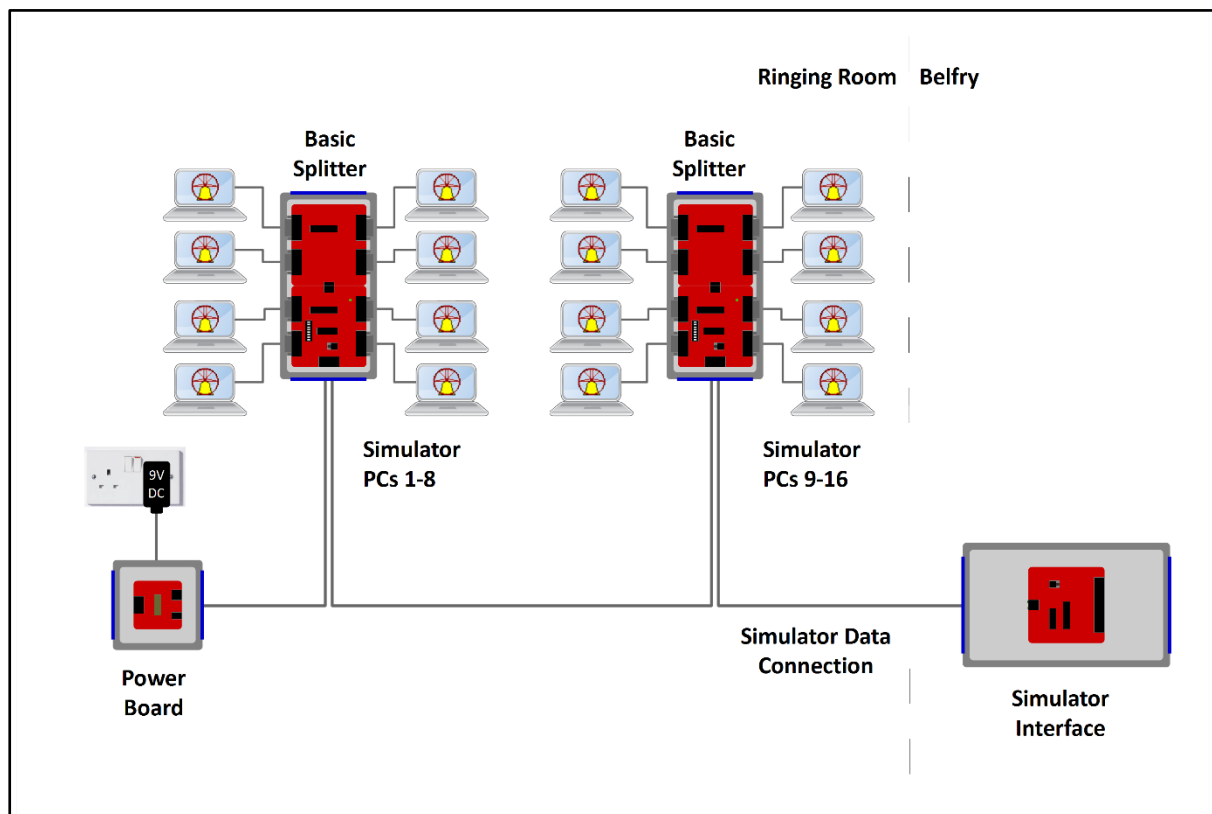 Ringing Room
Belfry
Basic
Splitter
Basic
Splitter
Simulator
PCs 1-8
Simulator
PCs 9-16
9V
DC
Power
Board
Simulator Data
Connection
Simulator
Interface